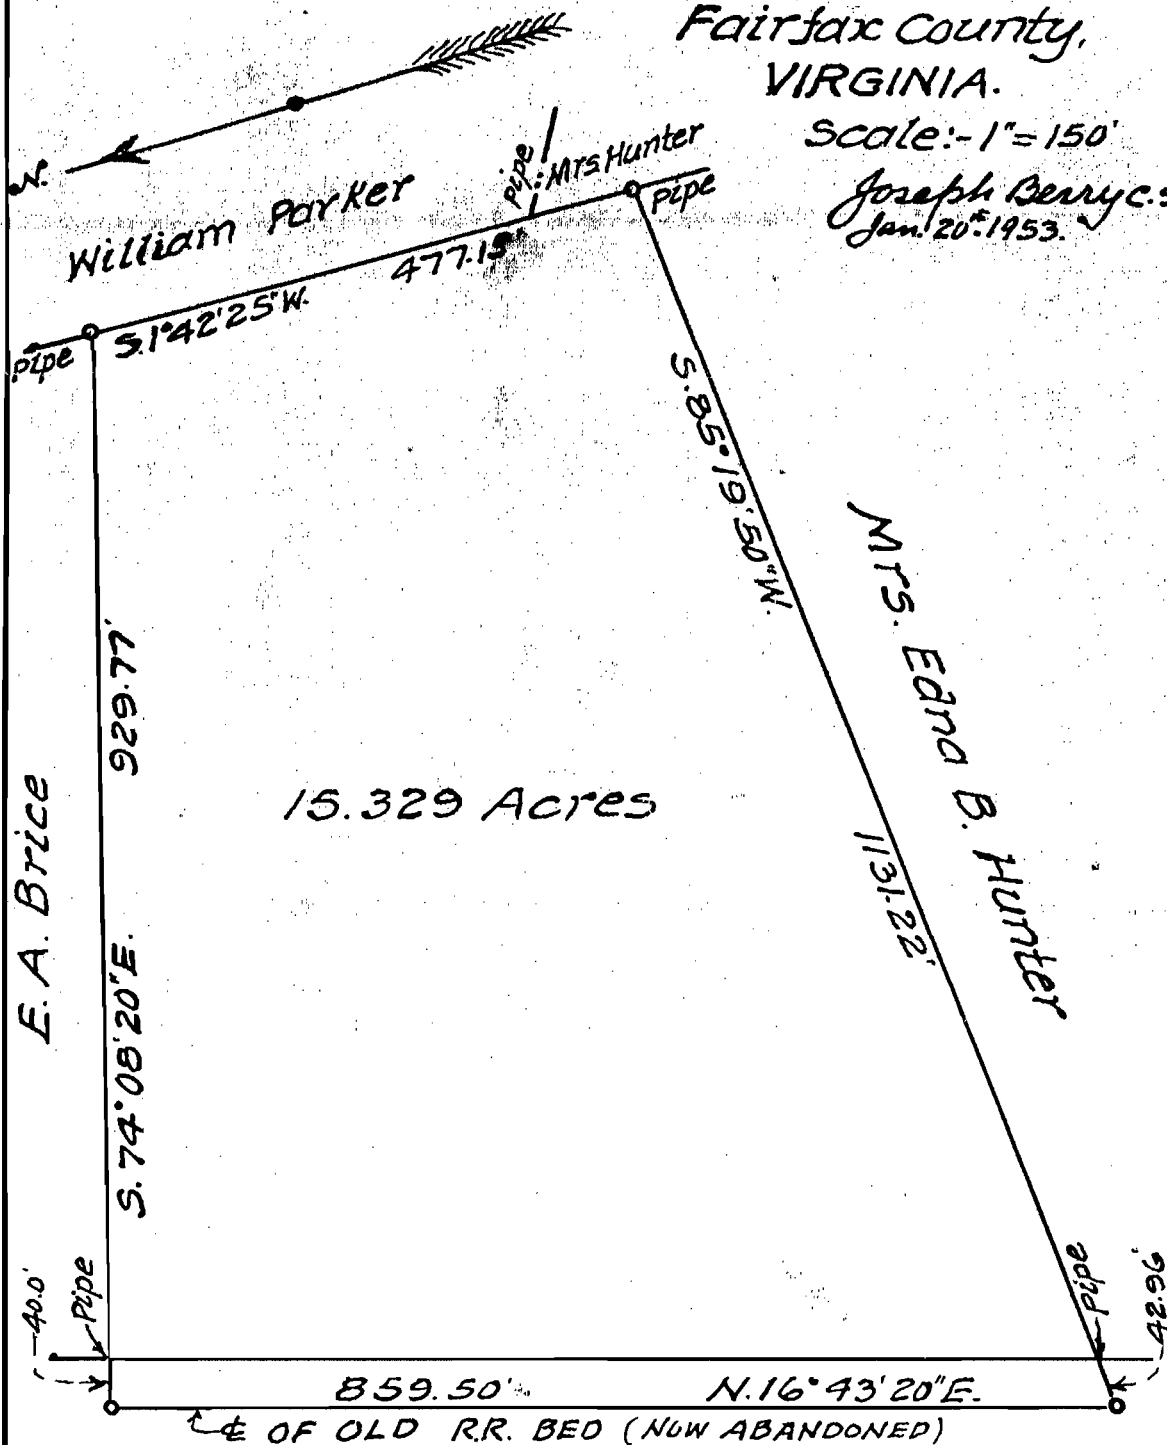 Fairfax County,
VIRGINIA.
Scale:- 1"=150'
Joseph Berry C.S
Jan. 20th 1953.
N.
William Parker
Pipe
Mrs Hunter
Pipe
477.15'
S.1°42'25"W.
Pipe
S.85°19'50"W.
Mrs. Edna B. Hunter
1131.22'
929.77'
S.74°08'20"E.
E. A. Brice
15.329 Acres
40.0'
Pipe
Pipe
42.96'
859.50'
N.16°43'20"E.
℄ OF OLD R.R. BED (NOW ABANDONED)